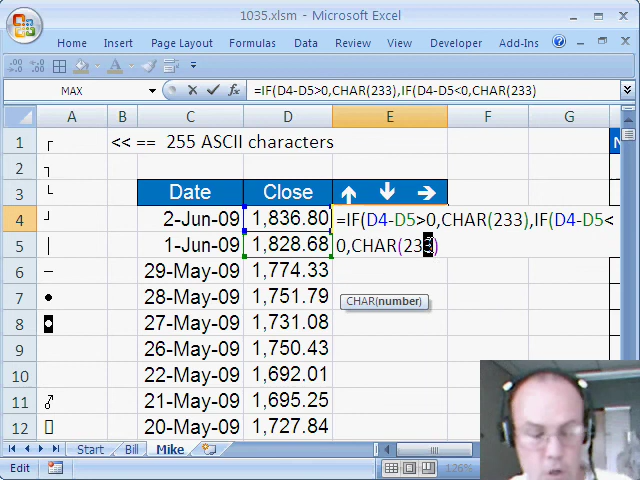 1035.xlsm - Microsoft Excel
Home Insert Page Layout Formulas Data Review View Developer Add-Ins
MAX =IF(D4-D5>0,CHAR(233),IF(D4-D5<0,CHAR(233)
A B C D E F G
1 ┌ << == 255 ASCII characters
2 ┐
3 └ Date Close ↑ ↓ →
4 ┘ 2-Jun-09 1,836.80 =IF(D4-D5>0,CHAR(233),IF(D4-D5<
5 │ 1-Jun-09 1,828.68 0,CHAR(233)
6 ─ 29-May-09 1,774.33
7 • 28-May-09 1,751.79 CHAR(number)
8 ◘ 27-May-09 1,731.08
9 26-May-09 1,750.43
10 22-May-09 1,692.01
11 ♂ 21-May-09 1,695.25
12 20-May-09 1,727.84
Start Bill Mike
Edit 126%